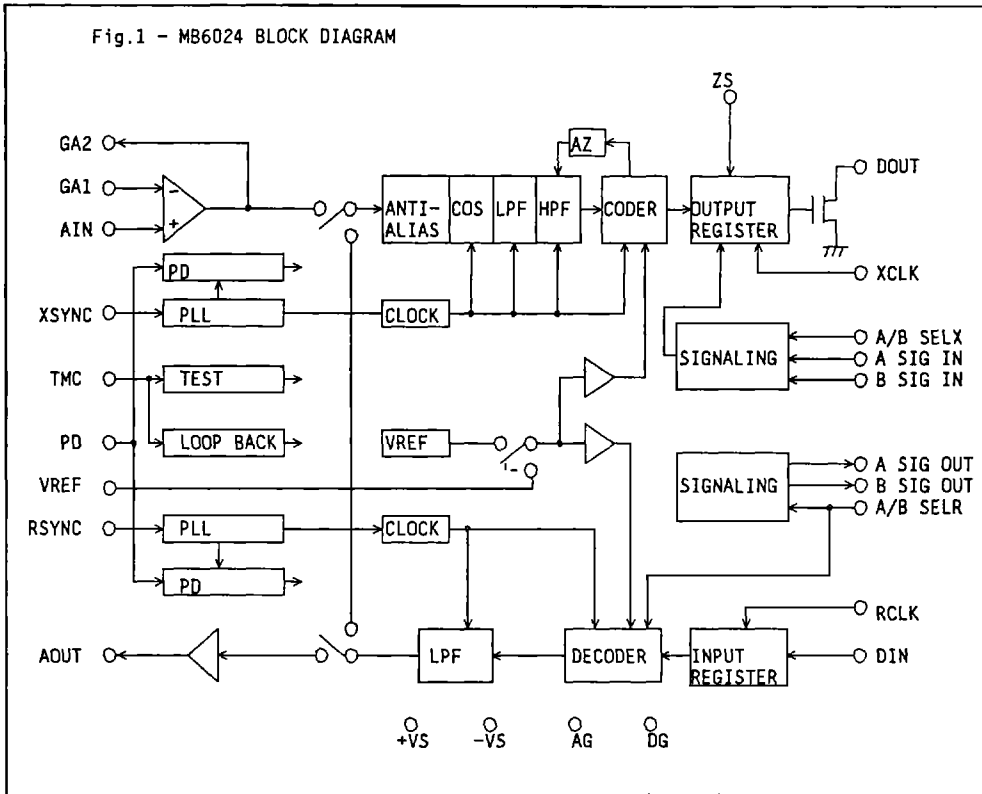 Fig.1 - MB6024 BLOCK DIAGRAM
ZS
GA2
AZ
DOUT
GA1
-
ANTI-
ALIAS
COS
LPF
HPF
CODER
OUTPUT
REGISTER
AIN
+
PD
XCLK
XSYNC
PLL
CLOCK
SIGNALING
A/B SELX
A SIG IN
B SIG IN
TMC
TEST
PD
LOOP BACK
VREF
VREF
SIGNALING
A SIG OUT
B SIG OUT
A/B SELR
RSYNC
PLL
CLOCK
PD
RCLK
AOUT
LPF
DECODER
INPUT
REGISTER
DIN
+VS
-VS
AG
DG